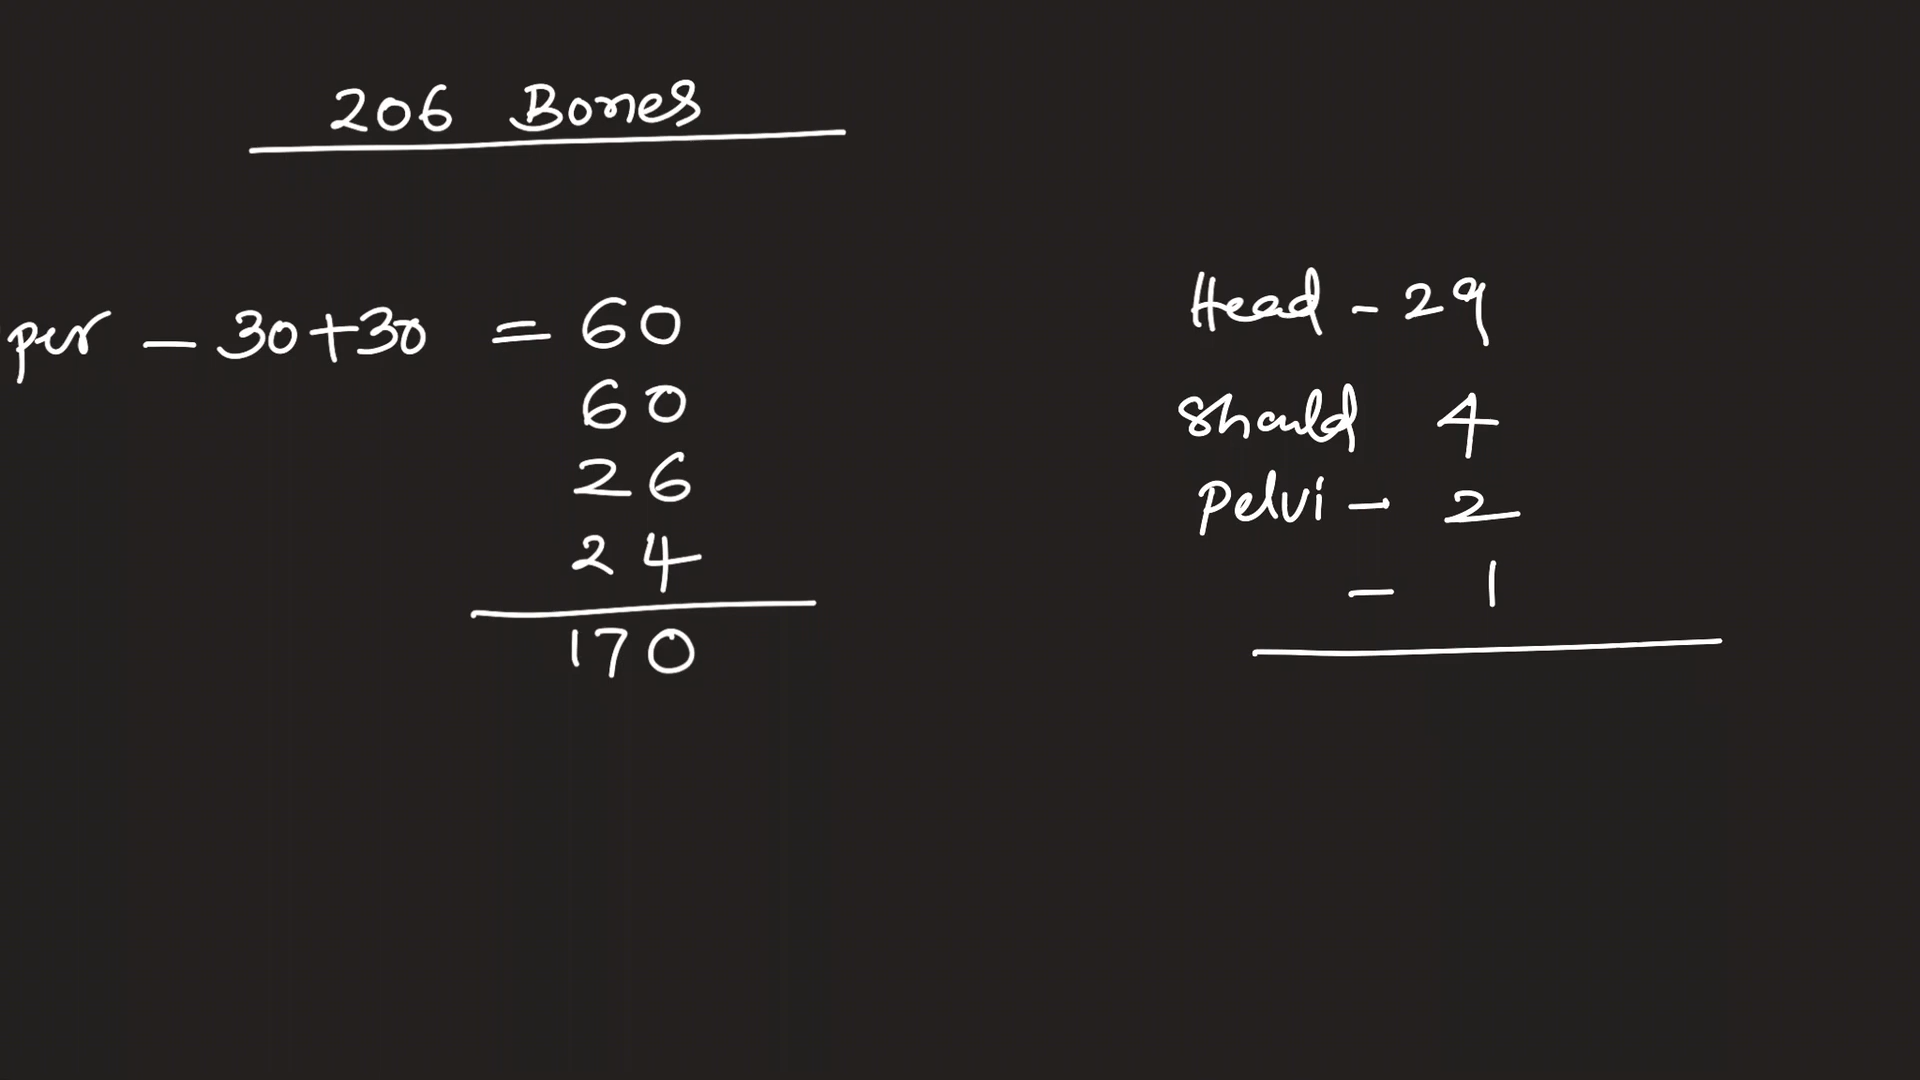 206 Bones
per - 30+30 = 60
60
26
24
170
Head - 29
Should 4
Pelvi - 2
- 1